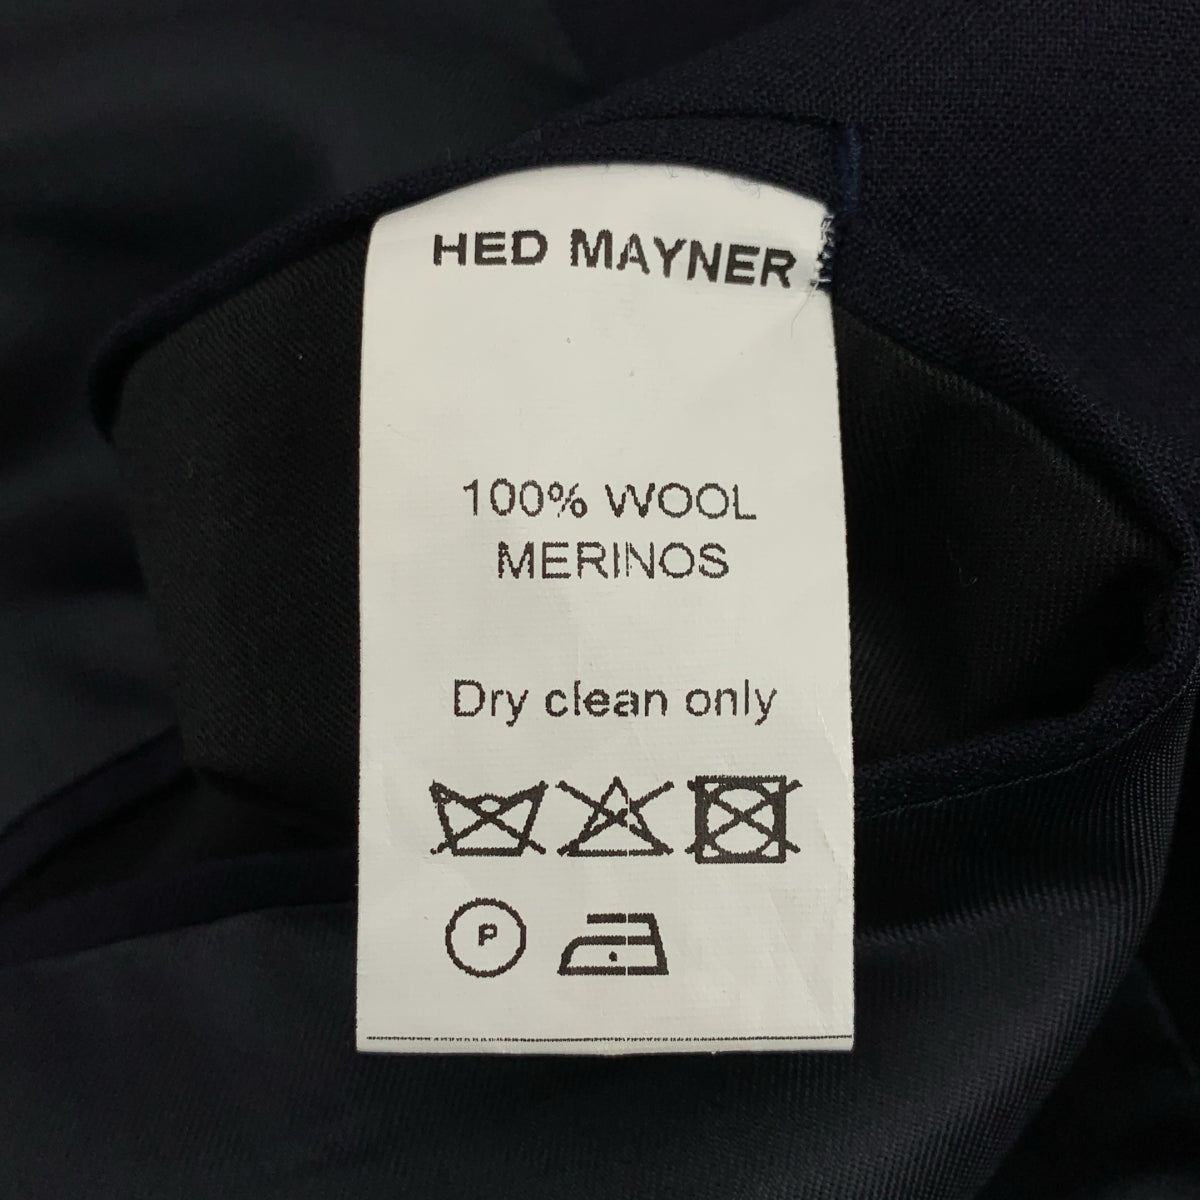 HED MAYNER
100% WOOL
MERINOS
Dry clean only
P